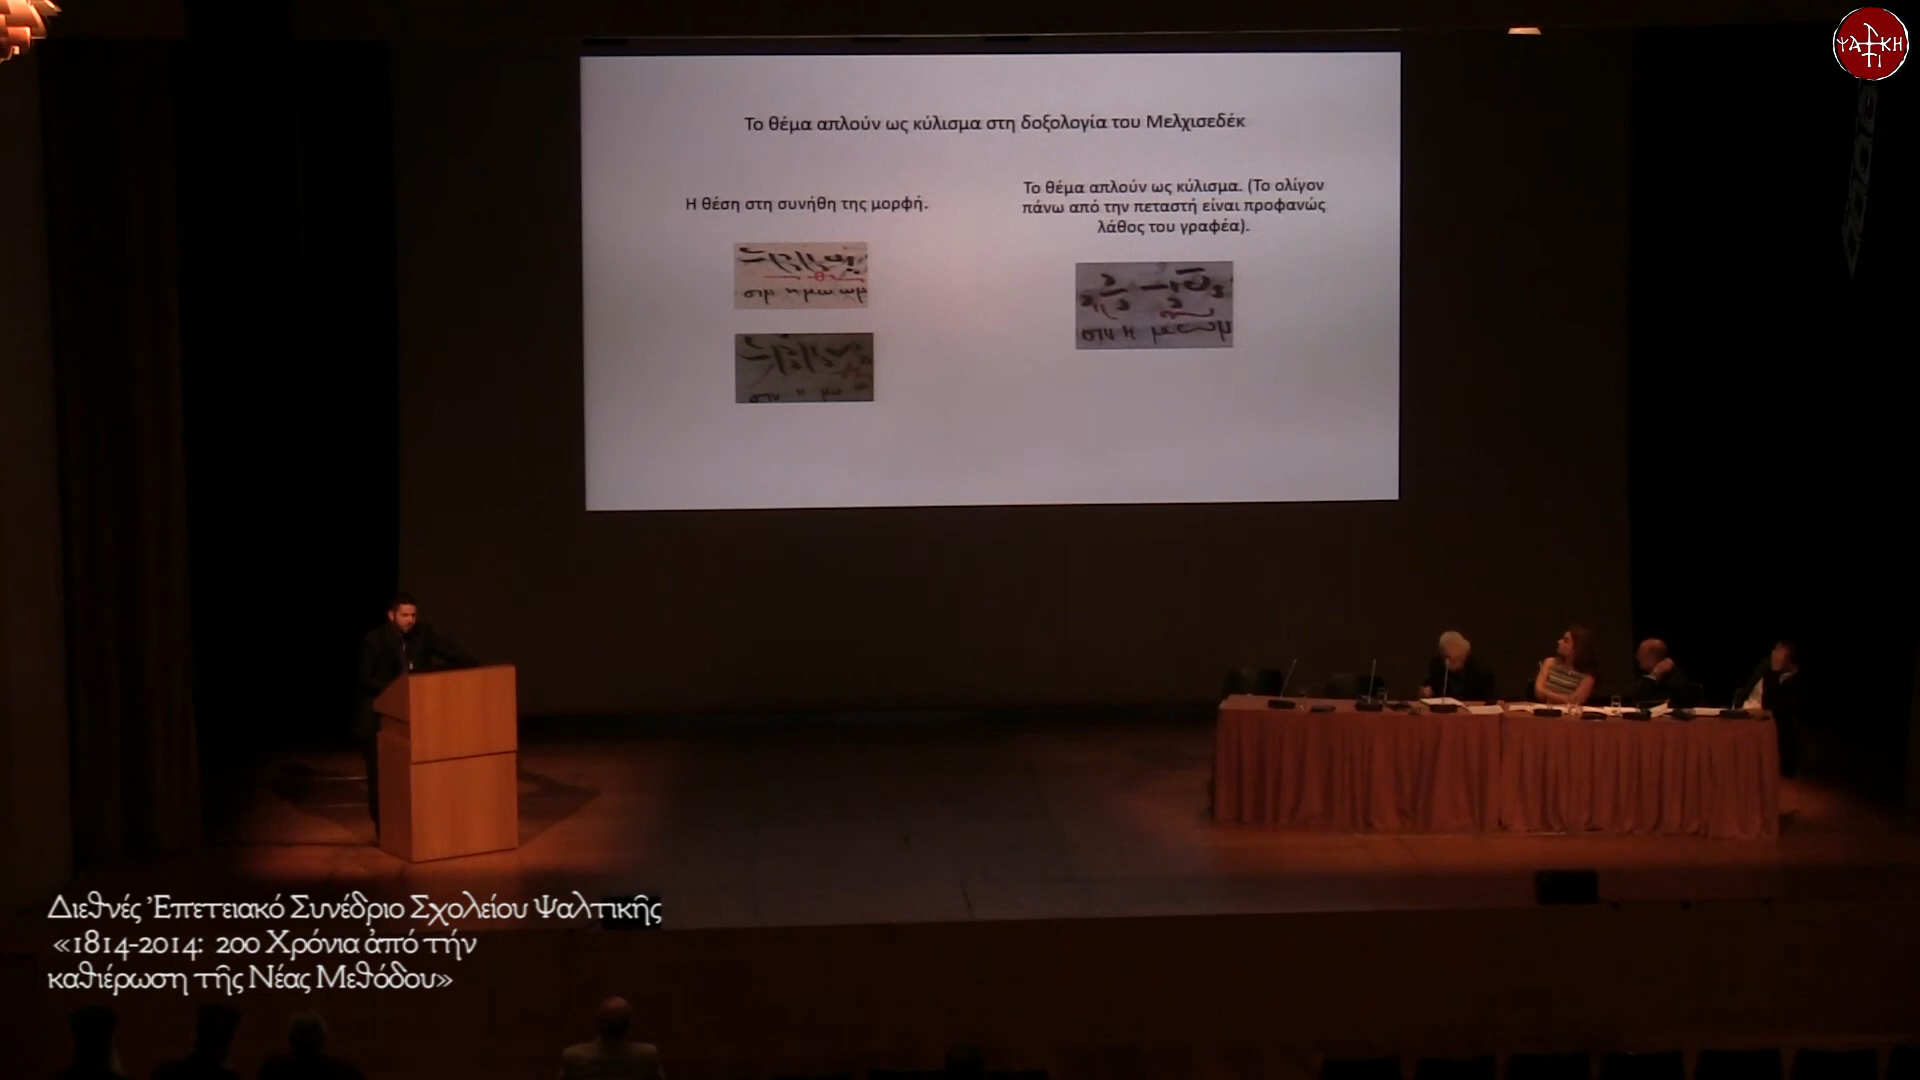 ΨΑΛΤΙΚΗ
Το θέμα απλούν ως κύλισμα στη δοξολογία του Μελχισεδέκ
Η θέση στη συνήθη της μορφή.
Το θέμα απλούν ως κύλισμα. (Το ολίγον
πάνω από την πεταστή είναι προφανώς
λάθος του γραφέα).
Διεθνές Ἐπετειακό Συνέδριο Σχολείου Ψαλτικῆς
«1814-2014: 200 Χρόνια ἀπό τήν
καθιέρωση τῆς Νέας Μεθόδου»